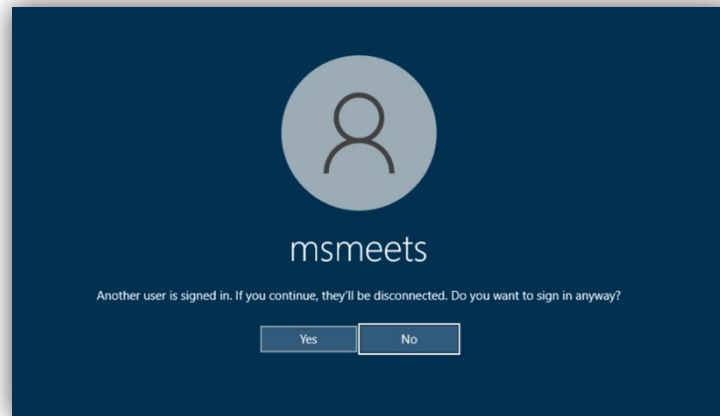 msmeets
Another user is signed in. If you continue, they'll be disconnected. Do you want to sign in anyway?
Yes
No